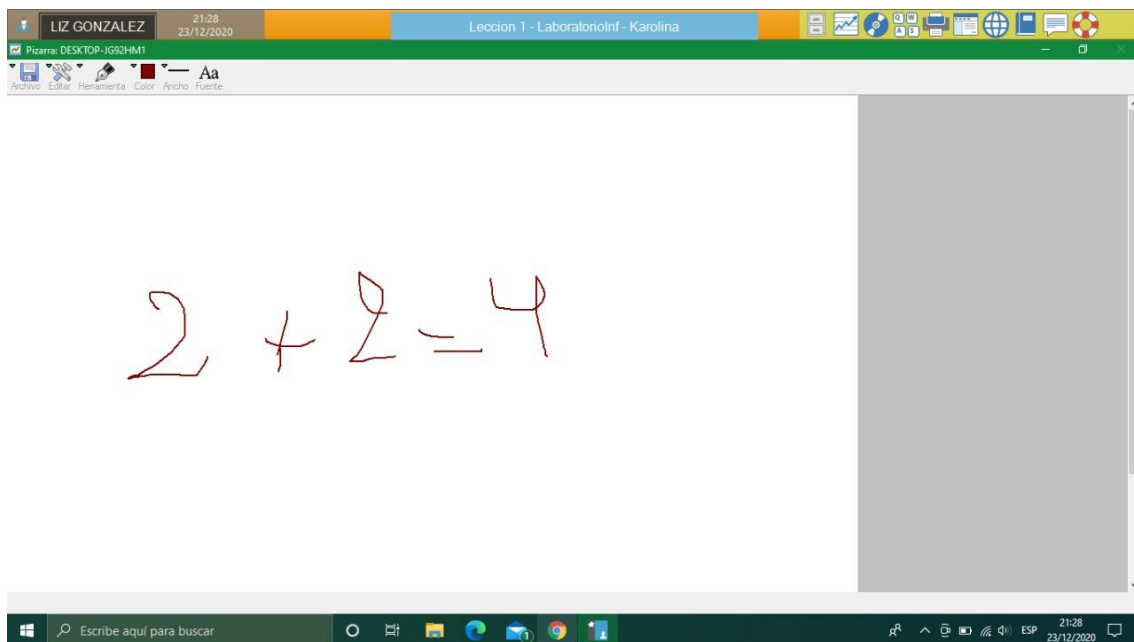 LIZ GONZALEZ 21:28 23/12/2020 Leccion 1 - LaboratorioInf - Karolina
Pizarra: DESKTOP-JG92HM1
Archivo Editar Herramienta Color Ancho Aa Fuente
2 + 2 = 4
Escribe aquí para buscar ESP 21:28 23/12/2020